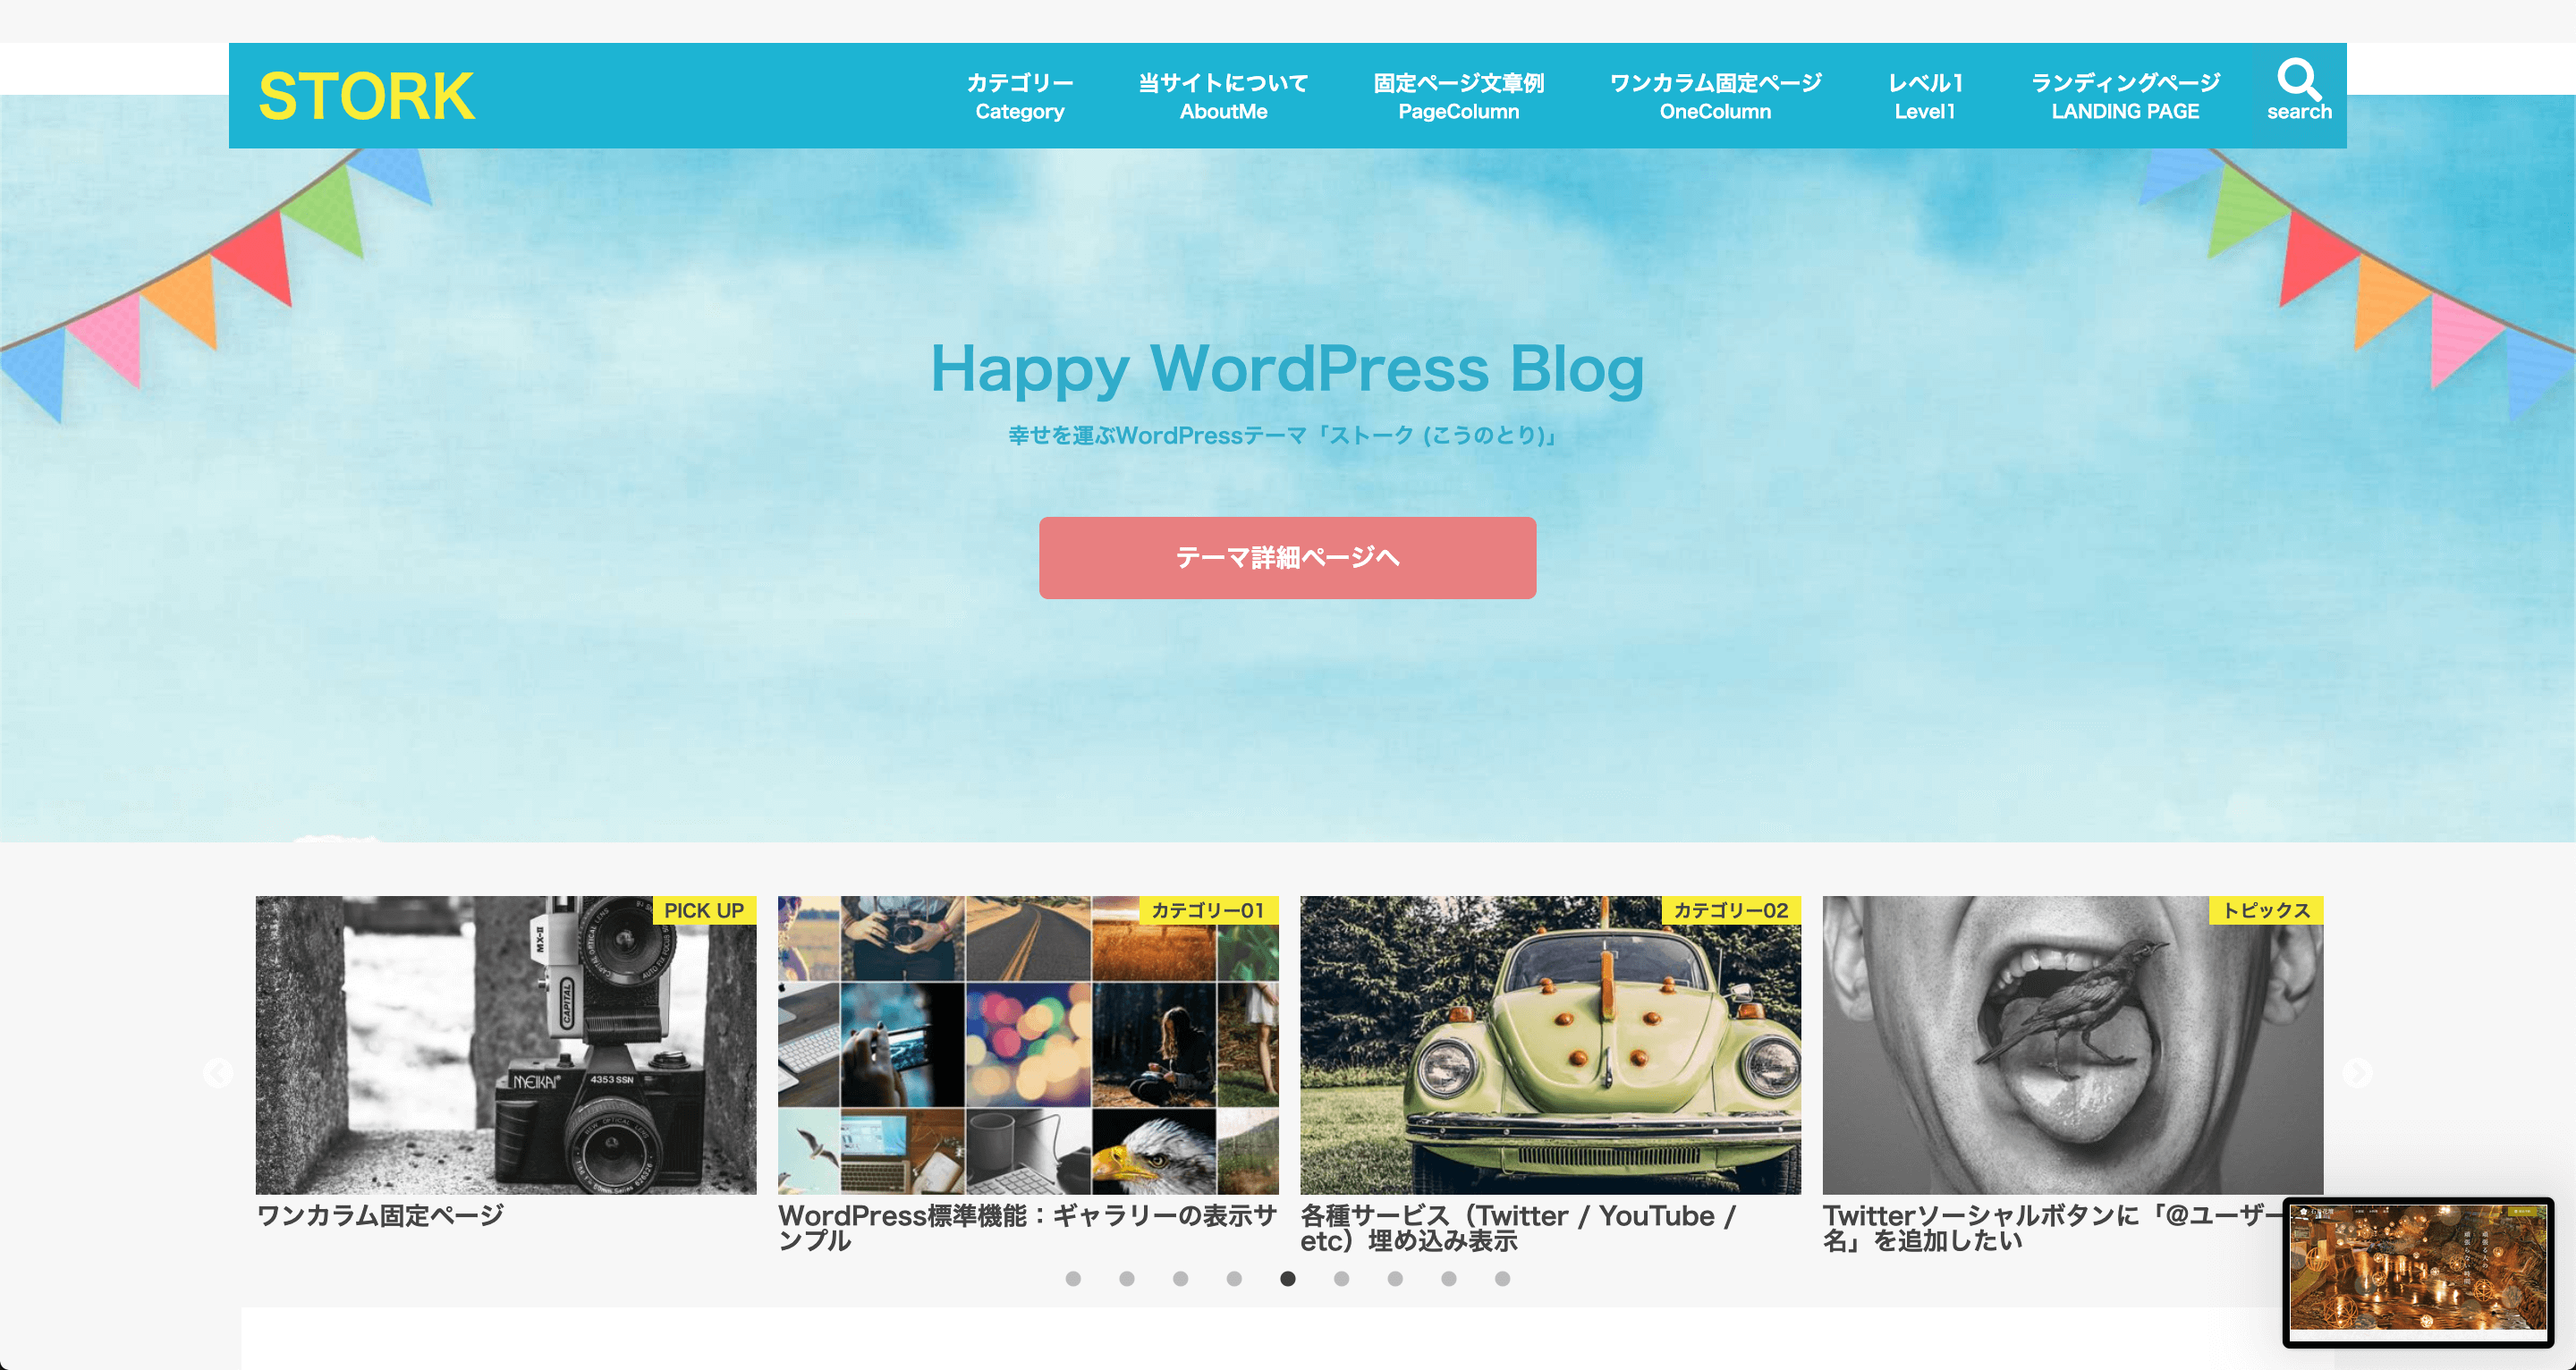 STORK
カテゴリー
Category
当サイトについて
AboutMe
固定ページ文章例
PageColumn
ワンカラム固定ページ
OneColumn
レベル1
Level1
ランディングページ
LANDING PAGE
search
Happy WordPress Blog
幸せを運ぶWordPressテーマ「ストーク (こうのとり)」
テーマ詳細ページへ
PICK UP
MX-II
CAPITAL
MEIKAI
4353 SSN
ワンカラム固定ページ
カテゴリー01
WordPress標準機能：ギャラリーの表示サ
ンプル
カテゴリー02
各種サービス（Twitter / YouTube /
etc）埋め込み表示
トピックス
Twitterソーシャルボタンに「@ユーザー
名」を追加したい